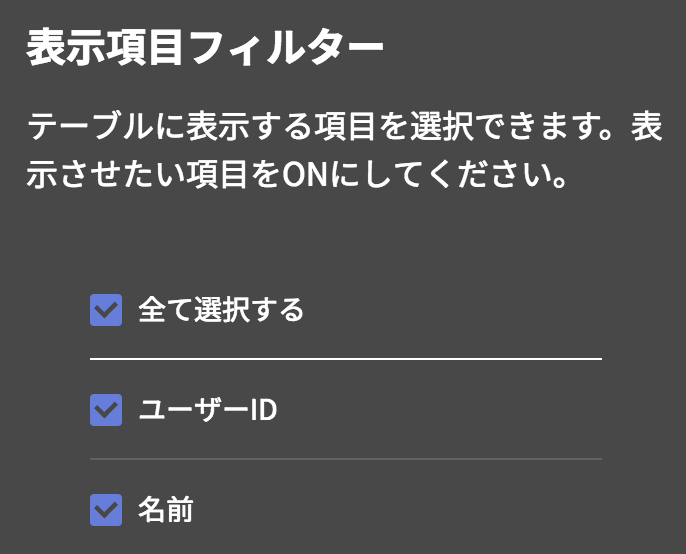 表示項目フィルター
テーブルに表示する項目を選択できます。表
示させたい項目をONにしてください。
全て選択する
ユーザーID
名前